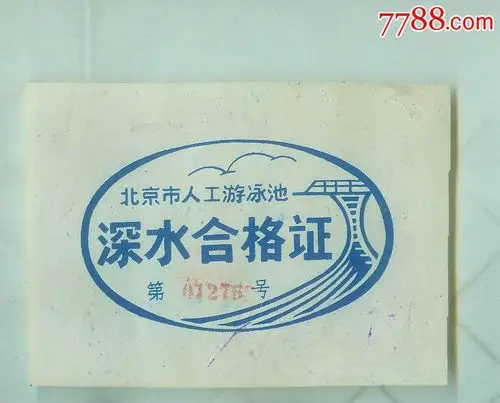 7788.com
北京市人工游泳池
深水合格证
第 号